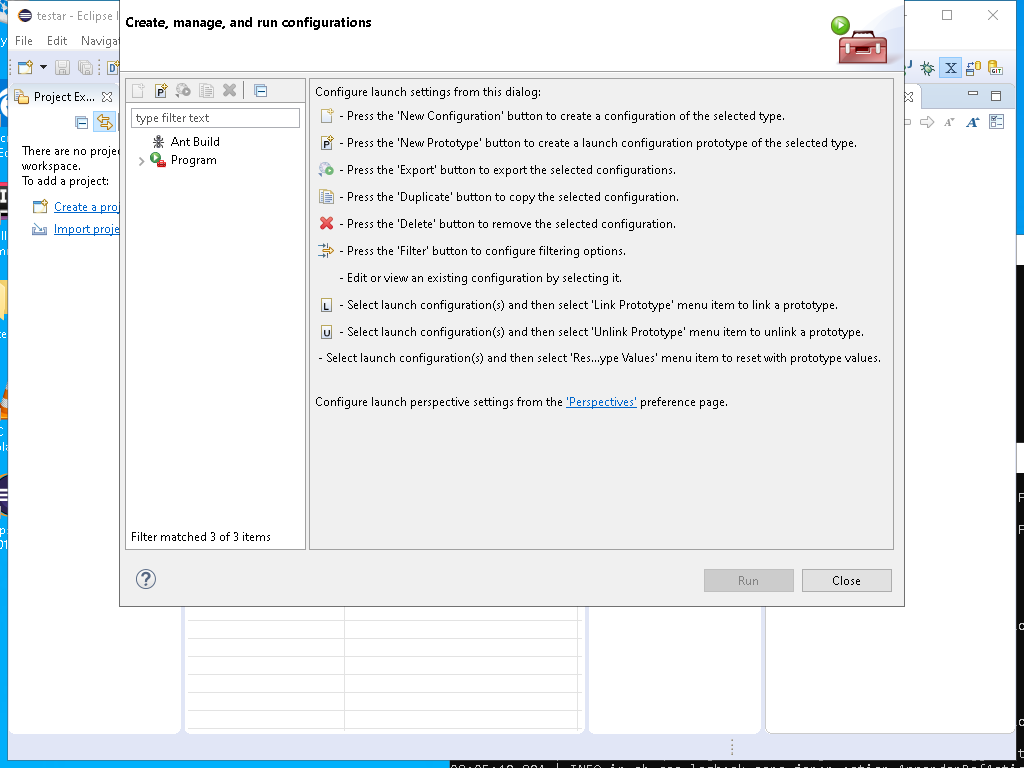 testar - Eclipse I
Create, manage, and run configurations
File Edit Navigat
Project Ex...
type filter text
Ant Build
Program
Filter matched 3 of 3 items
There are no proje
workspace.
To add a project:
Create a proj
Import proje
Configure launch settings from this dialog:
- Press the 'New Configuration' button to create a configuration of the selected type.
- Press the 'New Prototype' button to create a launch configuration prototype of the selected type.
- Press the 'Export' button to export the selected configurations.
- Press the 'Duplicate' button to copy the selected configuration.
- Press the 'Delete' button to remove the selected configuration.
- Press the 'Filter' button to configure filtering options.
- Edit or view an existing configuration by selecting it.
- Select launch configuration(s) and then select 'Link Prototype' menu item to link a prototype.
- Select launch configuration(s) and then select 'Unlink Prototype' menu item to unlink a prototype.
- Select launch configuration(s) and then select 'Res...ype Values' menu item to reset with prototype values.
Configure launch perspective settings from the 'Perspectives' preference page.
Run
Close